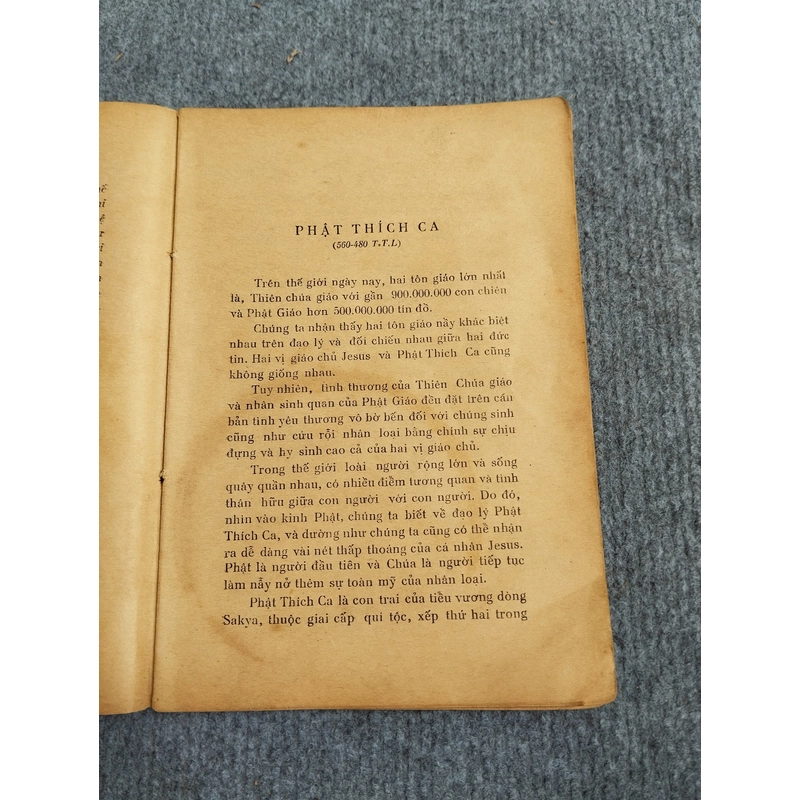 PHẬT THÍCH CA
(560-480 T.T.L)
Trên thế giới ngày nay, hai tôn giáo lớn nhất
là, Thiên chúa giáo với gần 900.000.000 con chiên
và Phật Giáo hơn 500.000.000 tín đồ.
Chúng ta nhận thấy hai tôn giáo nầy khác biệt
nhau trên đạo lý và đối chiếu nhau giữa hai đức
tin. Hai vị giáo chủ Jesus và Phật Thích Ca cũng
không giống nhau.
Tuy nhiên, tình thương của Thiên Chúa giáo
và nhân sinh quan của Phật Giáo đều đặt trên căn
bản tình yêu thương vô bờ bến đối với chúng sinh
cũng như cứu rỗi nhân loại bằng chính sự chịu
đựng và hy sinh cao cả của hai vị giáo chủ.
Trong thế giới loài người rộng lớn và sống
quây quần nhau, có nhiều điểm tương quan và tình
thân hữu giữa con người với con người. Do đó,
nhìn vào kinh Phật, chúng ta biết về đạo lý Phật
Thích Ca, và dường như chúng ta cũng có thể nhận
ra dễ dàng vài nét thấp thoáng của cá nhân Jesus.
Phật là người đầu tiên và Chúa là người tiếp tục
làm nẩy nở thêm sự toàn mỹ của nhân loại.
Phật Thích Ca là con trai của tiểu vương dòng
Sakya, thuộc giai cấp qui tộc, xếp thứ hai trong